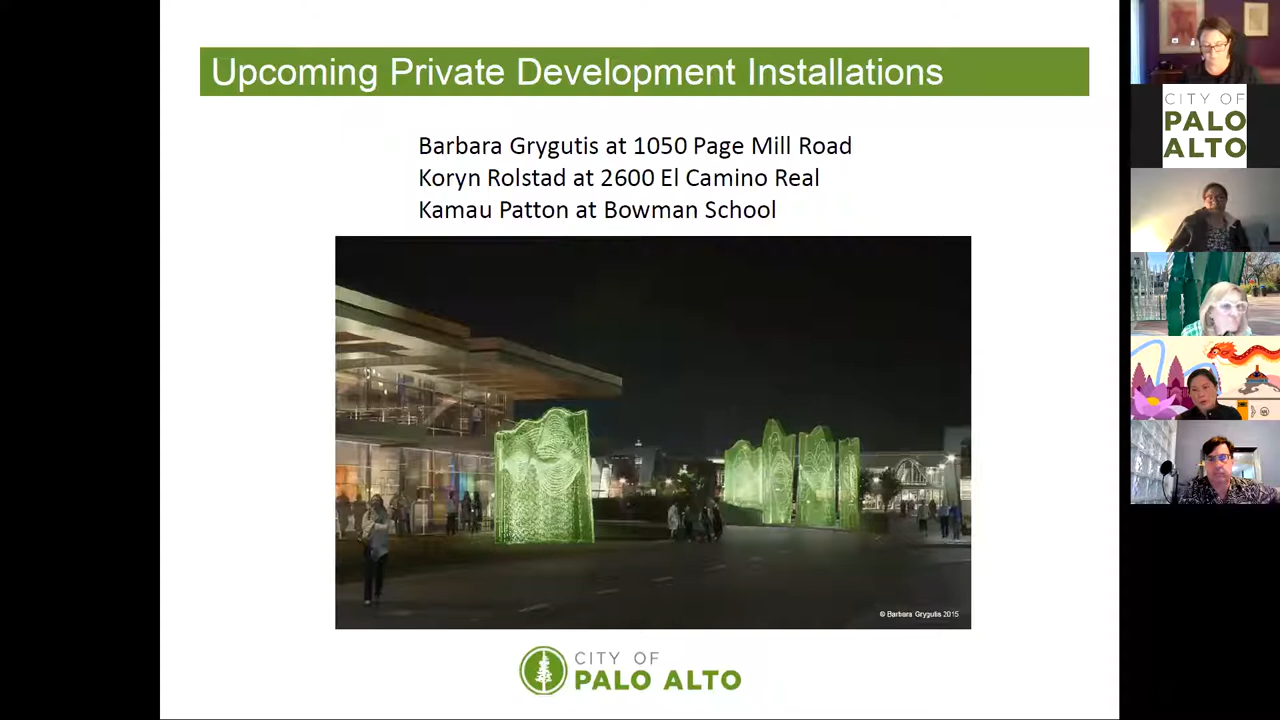 Upcoming Private Development Installations
Barbara Grygutis at 1050 Page Mill Road
Koryn Rolstad at 2600 El Camino Real
Kamau Patton at Bowman School
© Barbara Grygutis 2015
CITY OF
PALO ALTO
CITY OF
PALO
ALTO